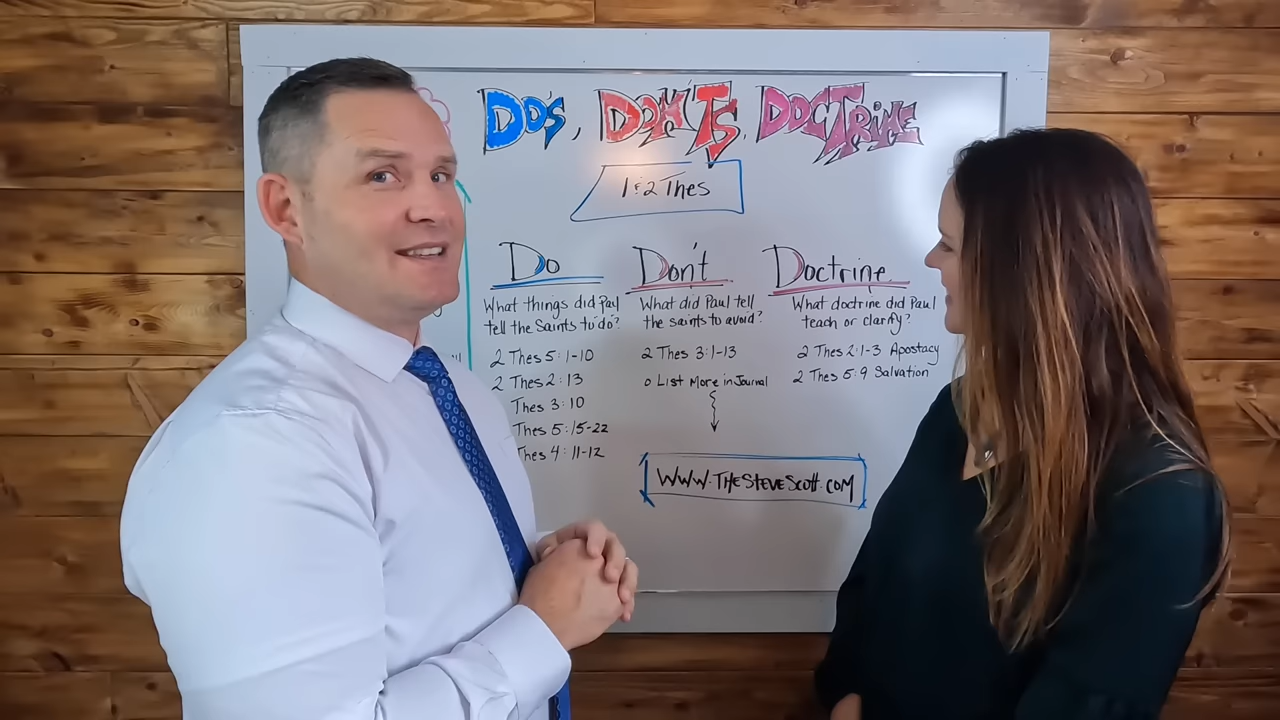 DO'S, DON'TS, DOCTRINE
1 & 2 Thes
Do
What things did Paul
tell the Saints to 'do'?
2 Thes 5:1-10
2 Thes 2:13
Thes 3:10
Thes 5:15-22
Thes 4:11-12
Don't
What did Paul tell
the saints to avoid?
2 Thes 3:1-13
o List More in Journal
WWW.THESTEVESCOTT.COM
Doctrine
What doctrine did Paul
teach or clarify?
2 Thes 2:1-3 Apostacy
2 Thes 5:9 Salvation